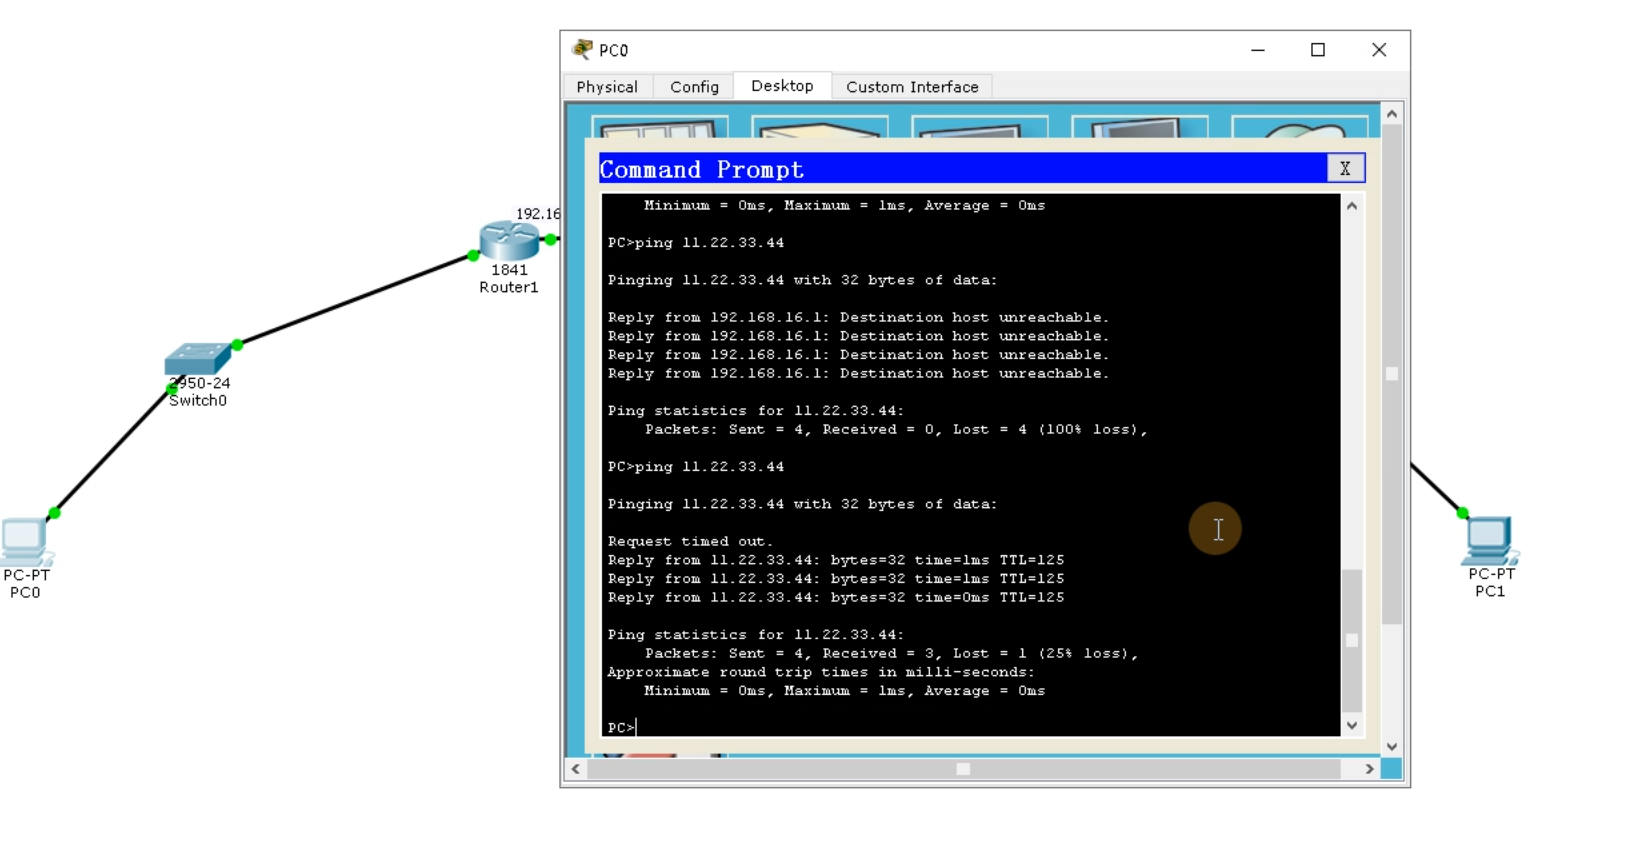 PC0
Physical
Config
Desktop
Custom Interface
Command Prompt
X
Minimum = 0ms, Maximum = 1ms, Average = 0ms
PC>ping 11.22.33.44
Pinging 11.22.33.44 with 32 bytes of data:
Reply from 192.168.16.1: Destination host unreachable.
Reply from 192.168.16.1: Destination host unreachable.
Reply from 192.168.16.1: Destination host unreachable.
Reply from 192.168.16.1: Destination host unreachable.
Ping statistics for 11.22.33.44:
Packets: Sent = 4, Received = 0, Lost = 4 (100% loss),
PC>ping 11.22.33.44
Pinging 11.22.33.44 with 32 bytes of data:
Request timed out.
Reply from 11.22.33.44: bytes=32 time=1ms TTL=125
Reply from 11.22.33.44: bytes=32 time=1ms TTL=125
Reply from 11.22.33.44: bytes=32 time=0ms TTL=125
Ping statistics for 11.22.33.44:
Packets: Sent = 4, Received = 3, Lost = 1 (25% loss),
Approximate round trip times in milli-seconds:
Minimum = 0ms, Maximum = 1ms, Average = 0ms
PC>
192.16
1841
Router1
2950-24
Switch0
PC-PT
PC0
PC-PT
PC1